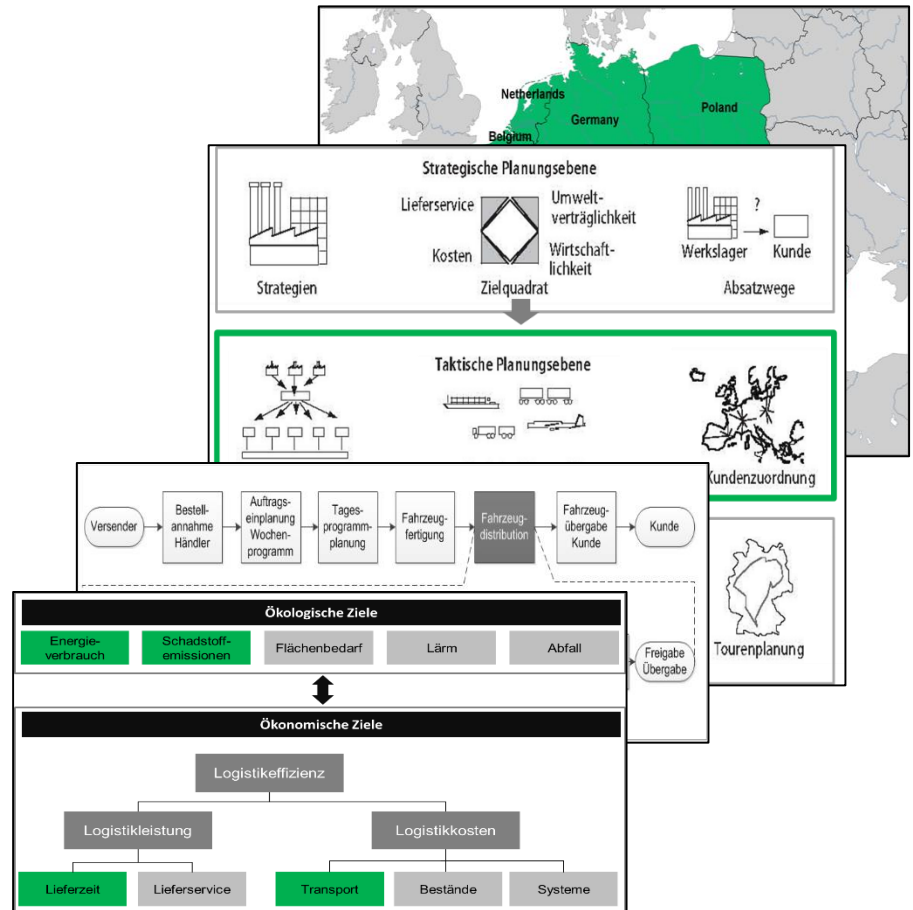 Netherlands
Poland
Germany
Belgium
Strategische Planungsebene
Lieferservice
Umwelt-
verträglichkeit
Kosten
Wirtschaft-
lichkeit
?
Werkslager
Kunde
Strategien
Zielquadrat
Absatzwege
Taktische Planungsebene
Kundenzuordnung
Versender
Bestell-
annahme
Händler
Auftrags-
einplanung
Wochen-
programm
Tages-
programm-
planung
Fahrzeug-
fertigung
Fahrzeug-
distribution
Fahrzeug-
übergabe
Kunde
Kunde
Freigabe
Übergabe
Tourenplanung
Ökologische Ziele
Energie-
verbrauch
Schadstoff-
emissionen
Flächenbedarf
Lärm
Abfall
Ökonomische Ziele
Logistikeffizienz
Logistikleistung
Logistikkosten
Lieferzeit
Lieferservice
Transport
Bestände
Systeme